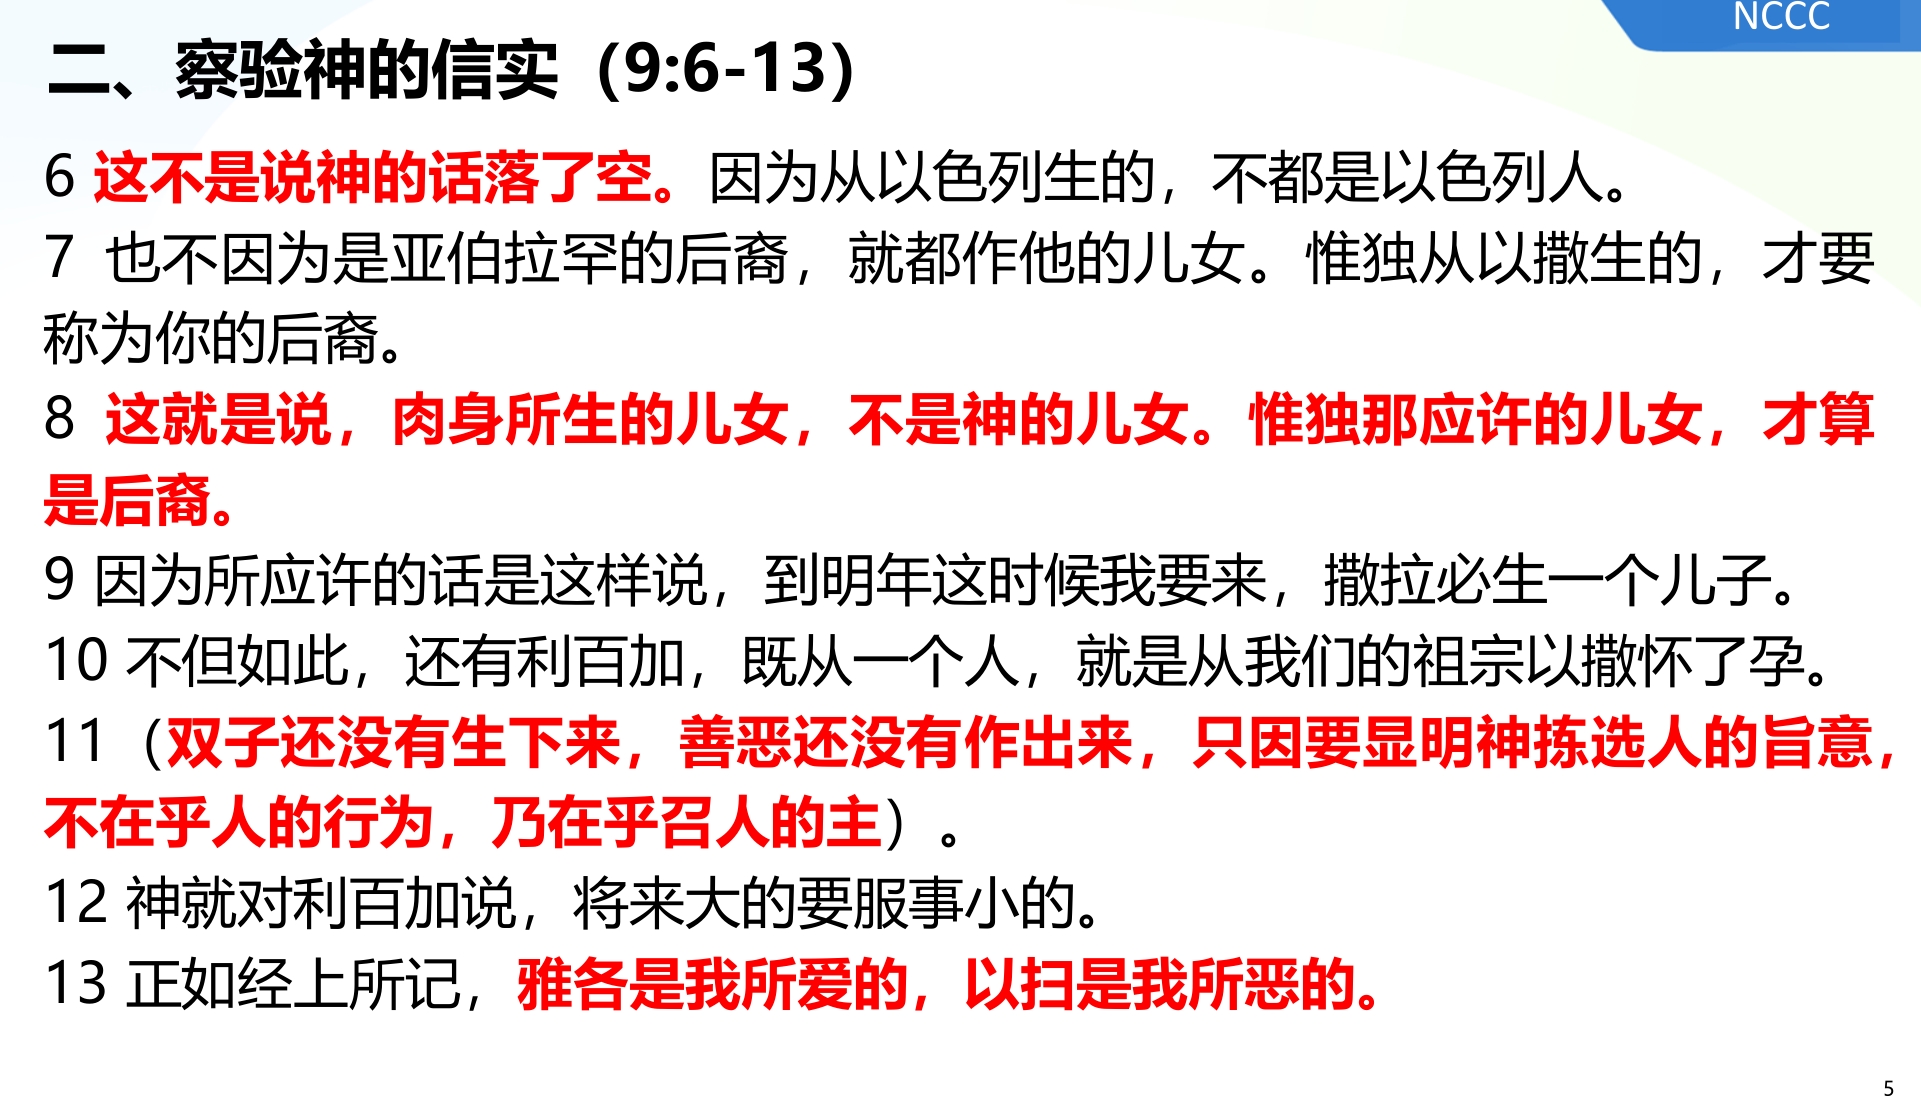 NCCC
二、察验神的信实（9:6-13）
6 这不是说神的话落了空。因为从以色列生的，不都是以色列人。
7 也不因为是亚伯拉罕的后裔，就都作他的儿女。惟独从以撒生的，才要
称为你的后裔。
8 这就是说，肉身所生的儿女，不是神的儿女。惟独那应许的儿女，才算
是后裔。
9 因为所应许的话是这样说，到明年这时候我要来，撒拉必生一个儿子。
10 不但如此，还有利百加，既从一个人，就是从我们的祖宗以撒怀了孕。
11（双子还没有生下来，善恶还没有作出来，只因要显明神拣选人的旨意，
不在乎人的行为，乃在乎召人的主）。
12 神就对利百加说，将来大的要服事小的。
13 正如经上所记，雅各是我所爱的，以扫是我所恶的。
5